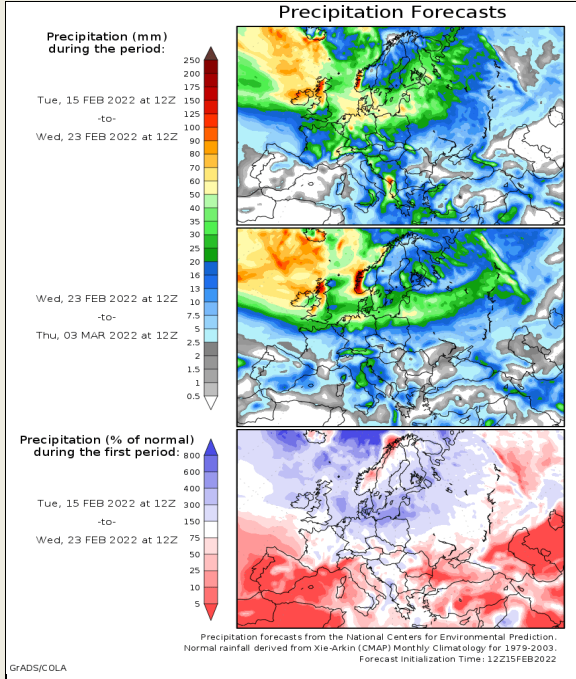 Precipitation Forecasts
Precipitation (mm)
during the period:
Tue, 15 FEB 2022 at 12Z
-to-
Wed, 23 FEB 2022 at 12Z
250
200
175
150
125
100
90
80
70
60
50
40
35
30
25
20
16
13
10
7.5
5
2.5
2
1.5
1
0.5
Wed, 23 FEB 2022 at 12Z
-to-
Thu, 03 MAR 2022 at 12Z
Precipitation (% of normal)
during the first period:
Tue, 15 FEB 2022 at 12Z
-to-
Wed, 23 FEB 2022 at 12Z
800
600
400
300
150
75
50
25
10
5
Precipitation forecasts from the National Centers for Environmental Prediction.
Normal rainfall derived from Xie-Arkin (CMAP) Monthly Climatology for 1979-2003.
Forecast Initialization Time: 12Z15FEB2022
GrADS/COLA